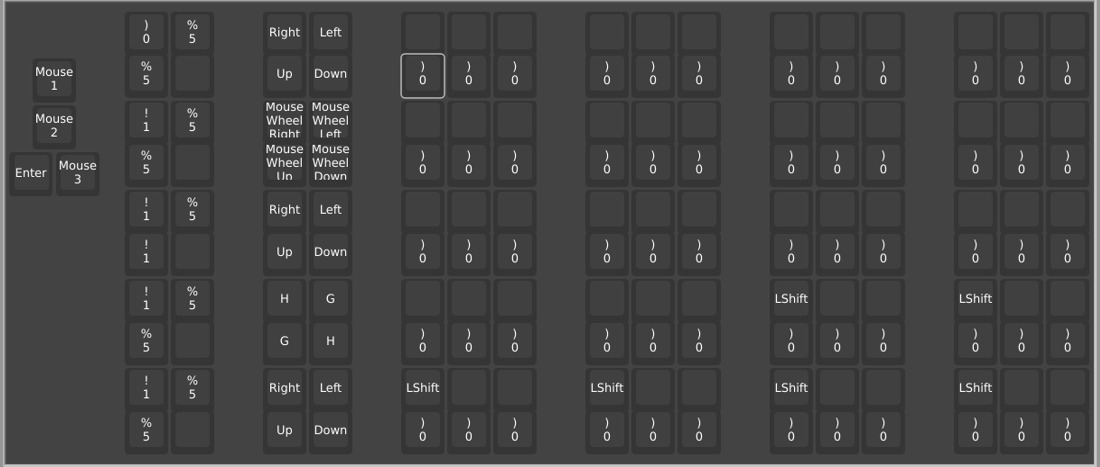 ) %
0 5 Right Left
% ) ) ) ) ) ) ) ) ) ) ) )
5 Up Down 0 0 0 0 0 0 0 0 0 0 0 0
Mouse
1
! % Mouse Mouse
1 5 Wheel Wheel
Right Left
Mouse
2
% Mouse Mouse ) ) ) ) ) ) ) ) ) ) ) )
5 Wheel Wheel 0 0 0 0 0 0 0 0 0 0 0 0
Up Down
Enter Mouse
3
! %
1 5 Right Left
! ) ) ) ) ) ) ) ) ) ) ) )
1 Up Down 0 0 0 0 0 0 0 0 0 0 0 0
! %
1 5 H G LShift LShift
% ) ) ) ) ) ) ) ) ) ) ) )
5 G H 0 0 0 0 0 0 0 0 0 0 0 0
! %
1 5 Right Left LShift LShift LShift LShift
% ) ) ) ) ) ) ) ) ) ) ) )
5 Up Down 0 0 0 0 0 0 0 0 0 0 0 0